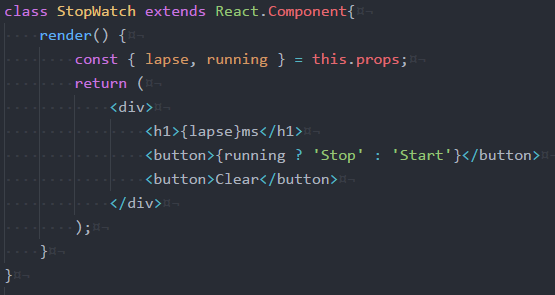 class StopWatch extends React.Component{
    render() {
        const { lapse, running } = this.props;
        return (
            <div>
                <h1>{lapse}ms</h1>
                <button>{running ? 'Stop' : 'Start'}</button>
                <button>Clear</button>
            </div>
        );
    }
}